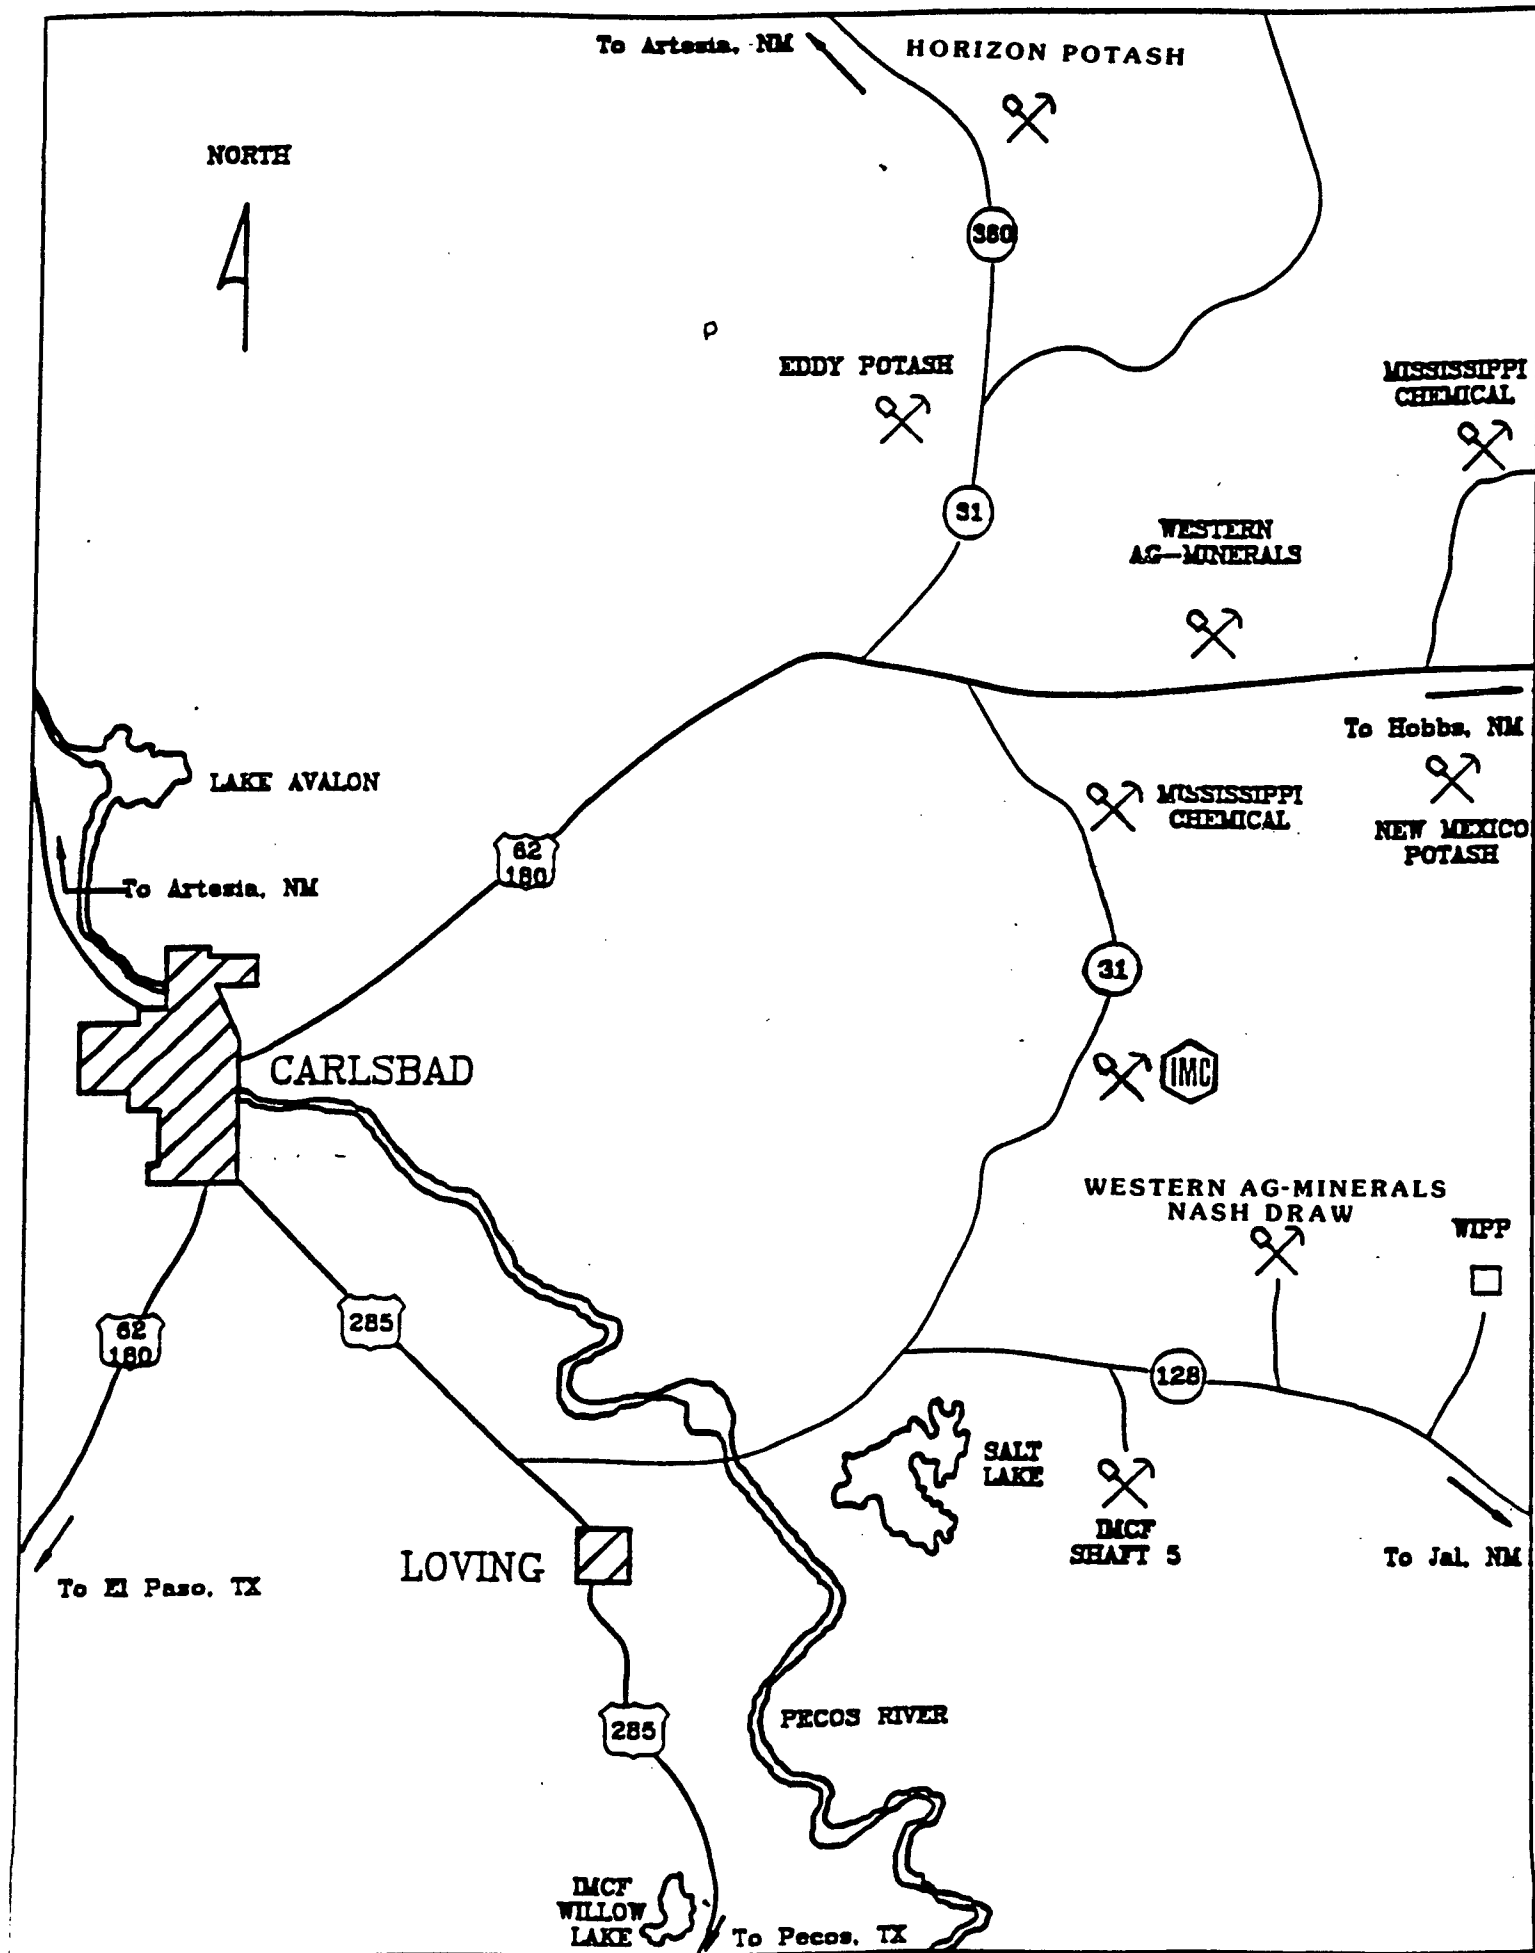 To Artesia, NM
HORIZON POTASH
NORTH
360
EDDY POTASH
MISSISSIPPI
CHEMICAL
31
WESTERN
AG-MINERALS
To Hobbs, NM
LAKE AVALON
MISSISSIPPI
CHEMICAL
NEW MEXICO
POTASH
62
180
To Artesia, NM
31
CARLSBAD
IMC
WESTERN AG-MINERALS
NASH DRAW
WIPP
62
180
285
128
SALT
LAKE
IMCF
SHAFT 5
To Jal, NM
LOVING
To El Paso, TX
285
PECOS RIVER
IMCF
WILLOW
LAKE
To Pecos, TX